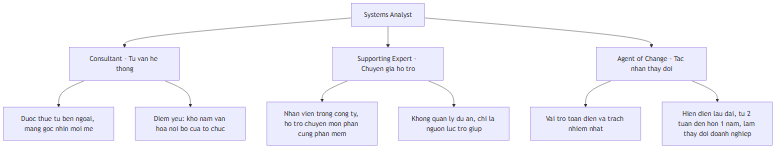 Systems Analyst
Consultant · Tu van he
thong
Supporting Expert ·
Chuyen gia ho tro
Agent of Change · Tac
nhan thay doi
Duoc thue tu ben ngoai,
mang goc nhin moi me
Diem yeu: kho nam van
hoa noi bo cua to chuc
Nhan vien trong cong ty,
ho tro chuyen mon phan
cung phan mem
Khong quan ly du an, chi la
nguon luc tro giup
Vai tro toan dien va trach
nhiem nhat
Hien dien lau dai, tu 2
tuan den hon 1 nam, lam
thay doi doanh nghiep